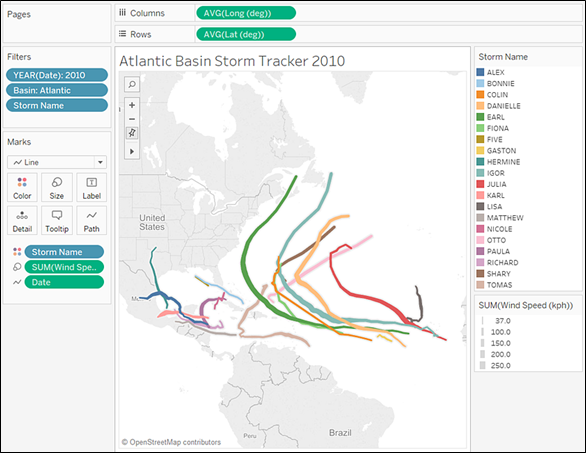 Pages
Columns
AVG(Long (deg))
Rows
AVG(Lat (deg))
Filters
YEAR(Date): 2010
Basin: Atlantic
Storm Name
Marks
Line
Color
Size
Label
Detail
Tooltip
Path
Storm Name
SUM(Wind Spe..
Date
Atlantic Basin Storm Tracker 2010
United
States
Peru
Brazil
© OpenStreetMap contributors
Storm Name
ALEX
BONNIE
COLIN
DANIELLE
EARL
FIONA
FIVE
GASTON
HERMINE
IGOR
JULIA
KARL
LISA
MATTHEW
NICOLE
OTTO
PAULA
RICHARD
SHARY
TOMAS
SUM(Wind Speed (kph))
37.0
100.0
150.0
200.0
250.0